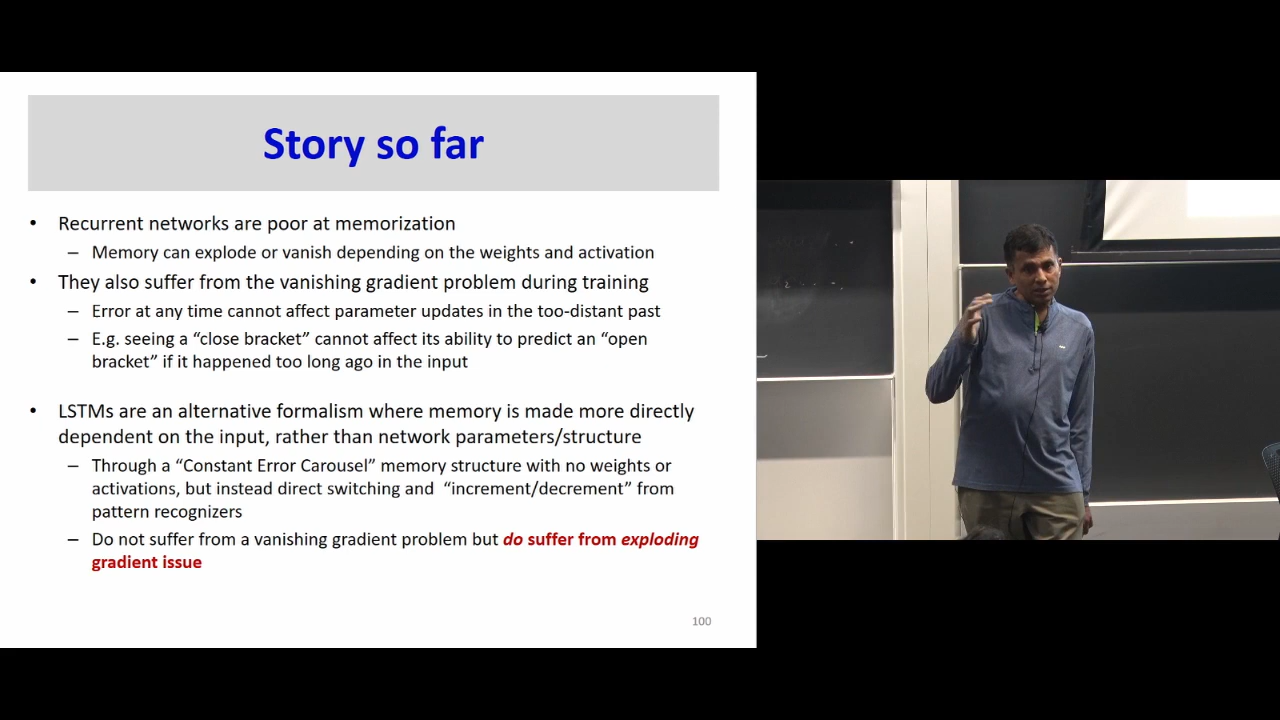 Story so far
• Recurrent networks are poor at memorization
– Memory can explode or vanish depending on the weights and activation
• They also suffer from the vanishing gradient problem during training
– Error at any time cannot affect parameter updates in the too-distant past
– E.g. seeing a “close bracket” cannot affect its ability to predict an “open
bracket” if it happened too long ago in the input
• LSTMs are an alternative formalism where memory is made more directly
dependent on the input, rather than network parameters/structure
– Through a “Constant Error Carousel” memory structure with no weights or
activations, but instead direct switching and “increment/decrement” from
pattern recognizers
– Do not suffer from a vanishing gradient problem but do suffer from exploding
gradient issue
100